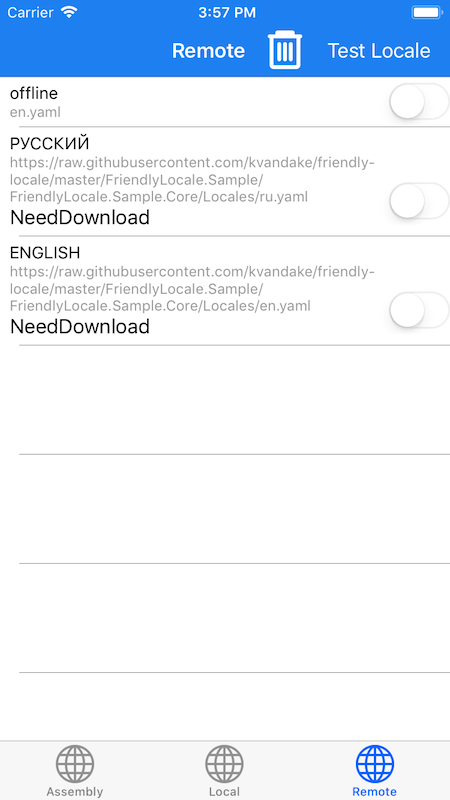 Carrier 3:57 PM
Remote Test Locale
offline
en.yaml
РУССКИЙ
https://raw.githubusercontent.com/kvandake/friendly-
locale/master/FriendlyLocale.Sample/
FriendlyLocale.Sample.Core/Locales/ru.yaml
NeedDownload
ENGLISH
https://raw.githubusercontent.com/kvandake/friendly-
locale/master/FriendlyLocale.Sample/
FriendlyLocale.Sample.Core/Locales/en.yaml
NeedDownload
Assembly Local Remote